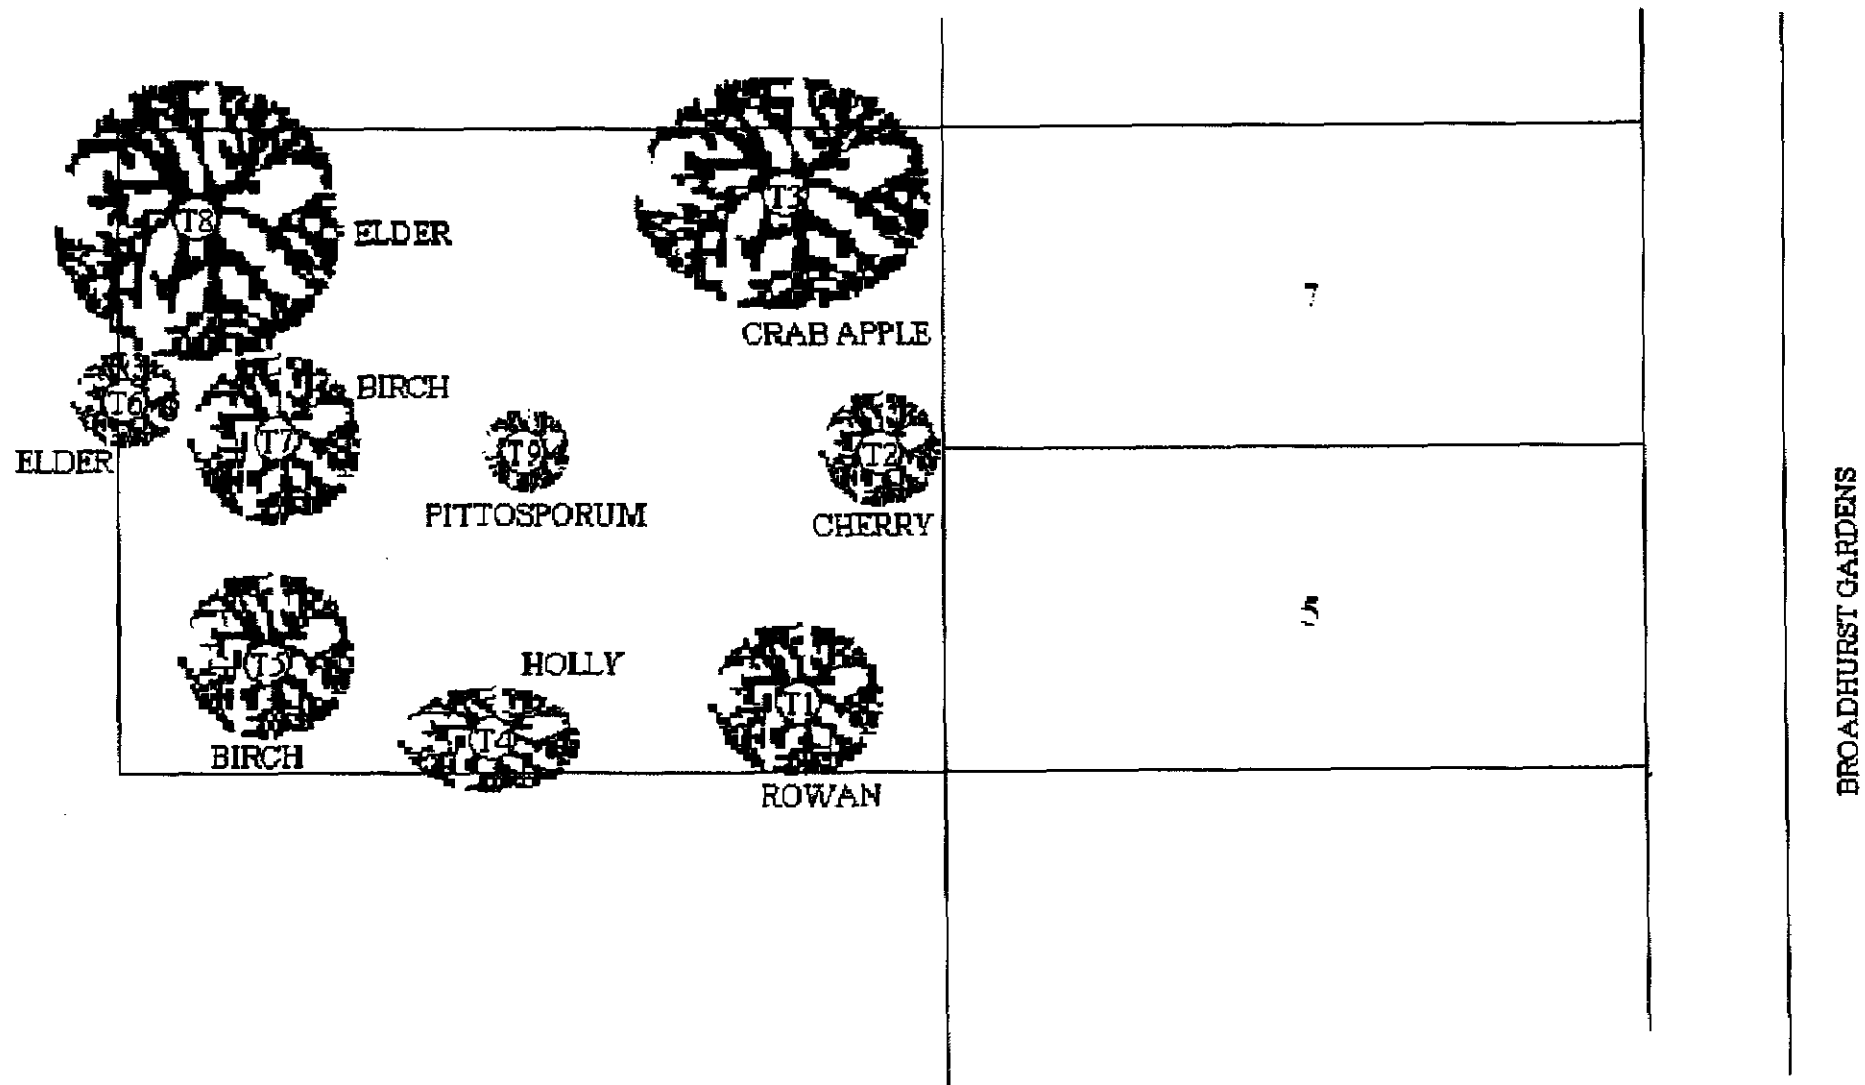 T8
T3
ELDER
7
CRAB APPLE
T6
BIRCH
T7
T9
T2
ELDER
PITTOSPORUM
CHERRY
5
HOLLY
T5
T1
T4
BIRCH
ROWAN
BROADHURST GARDENS